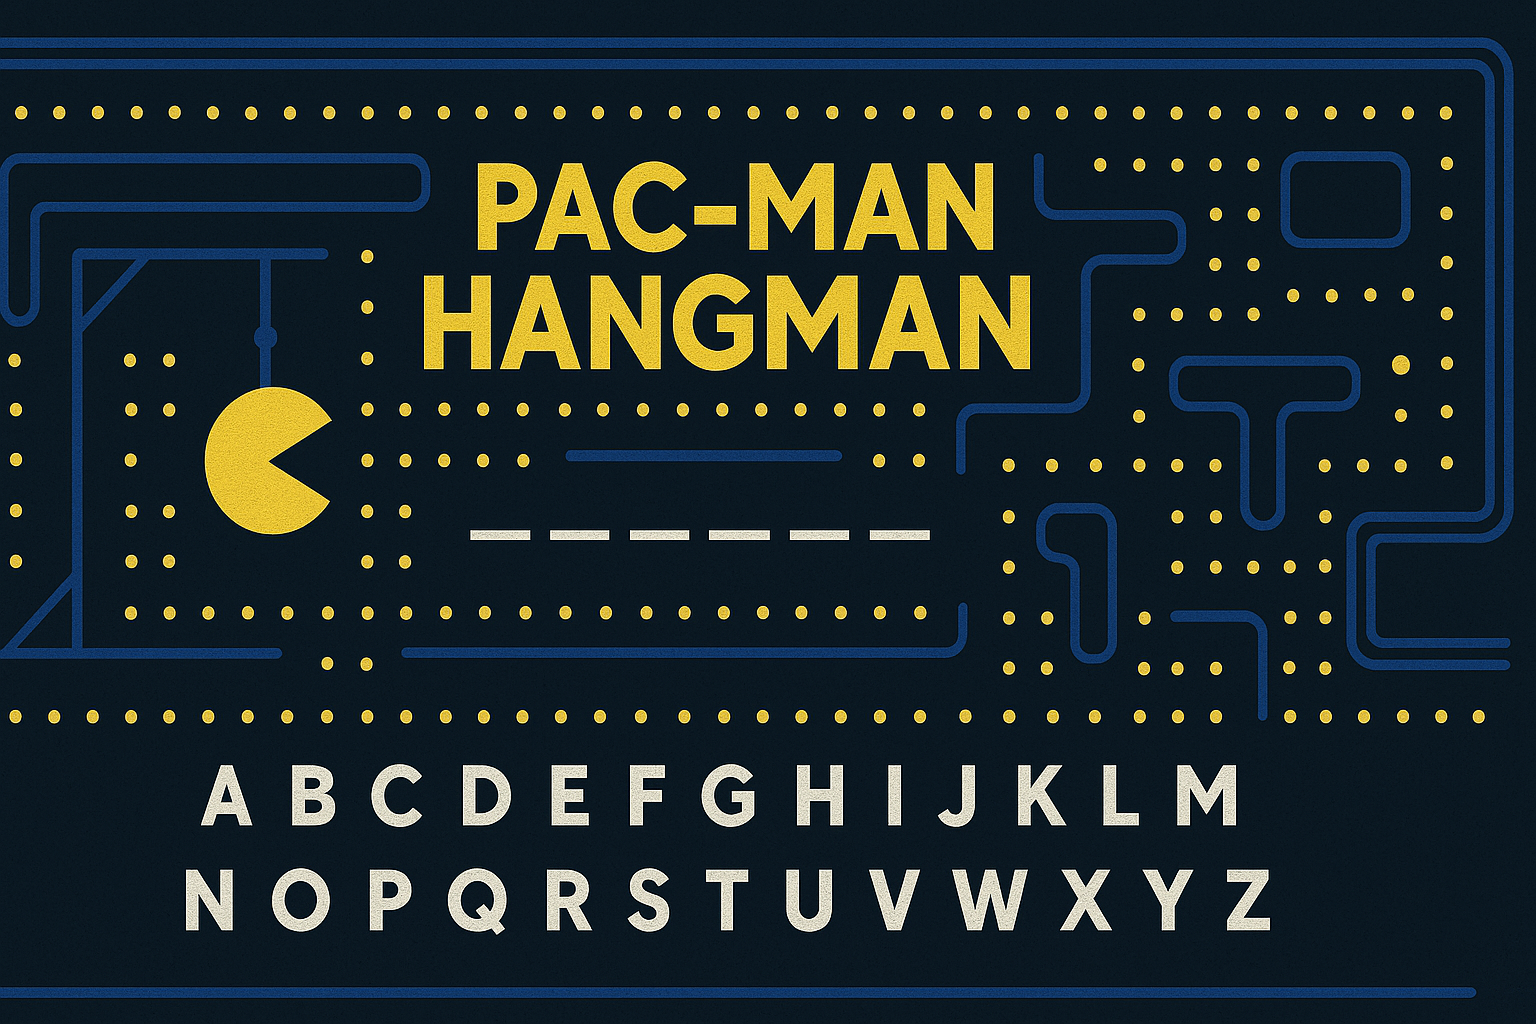 PAC-MAN
HANGMAN
_ _ _ _ _ _
A B C D E F G H I J K L M
N O P Q R S T U V W X Y Z